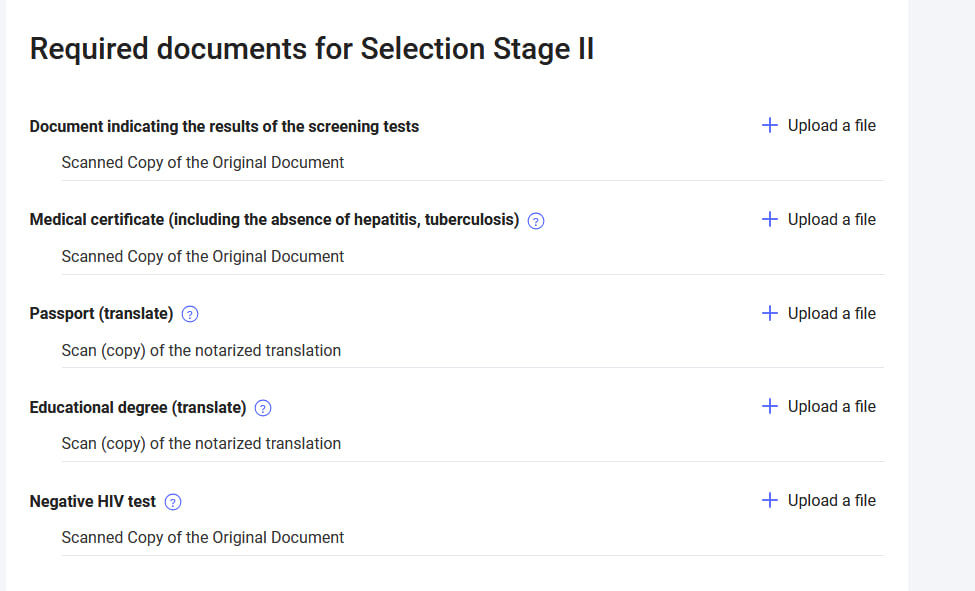 Required documents for Selection Stage II
Document indicating the results of the screening tests
+ Upload a file
Scanned Copy of the Original Document
Medical certificate (including the absence of hepatitis, tuberculosis) ?
+ Upload a file
Scanned Copy of the Original Document
Passport (translate) ?
+ Upload a file
Scan (copy) of the notarized translation
Educational degree (translate) ?
+ Upload a file
Scan (copy) of the notarized translation
Negative HIV test ?
+ Upload a file
Scanned Copy of the Original Document